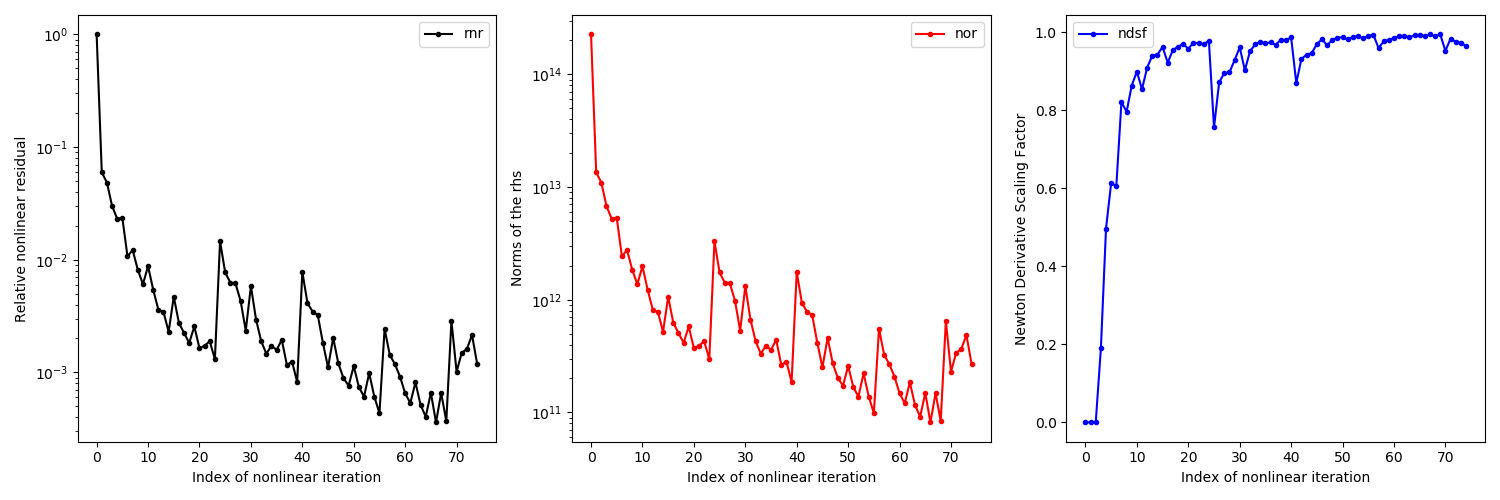 10⁰
10⁻¹
10⁻²
10⁻³
0 10 20 30 40 50 60 70
Index of nonlinear iteration
Relative nonlinear residual
rnr
10¹⁴
10¹³
10¹²
10¹¹
0 10 20 30 40 50 60 70
Index of nonlinear iteration
Norms of the rhs
nor
1.0
0.8
0.6
0.4
0.2
0.0
0 10 20 30 40 50 60 70
Index of nonlinear iteration
Newton Derivative Scaling Factor
ndsf